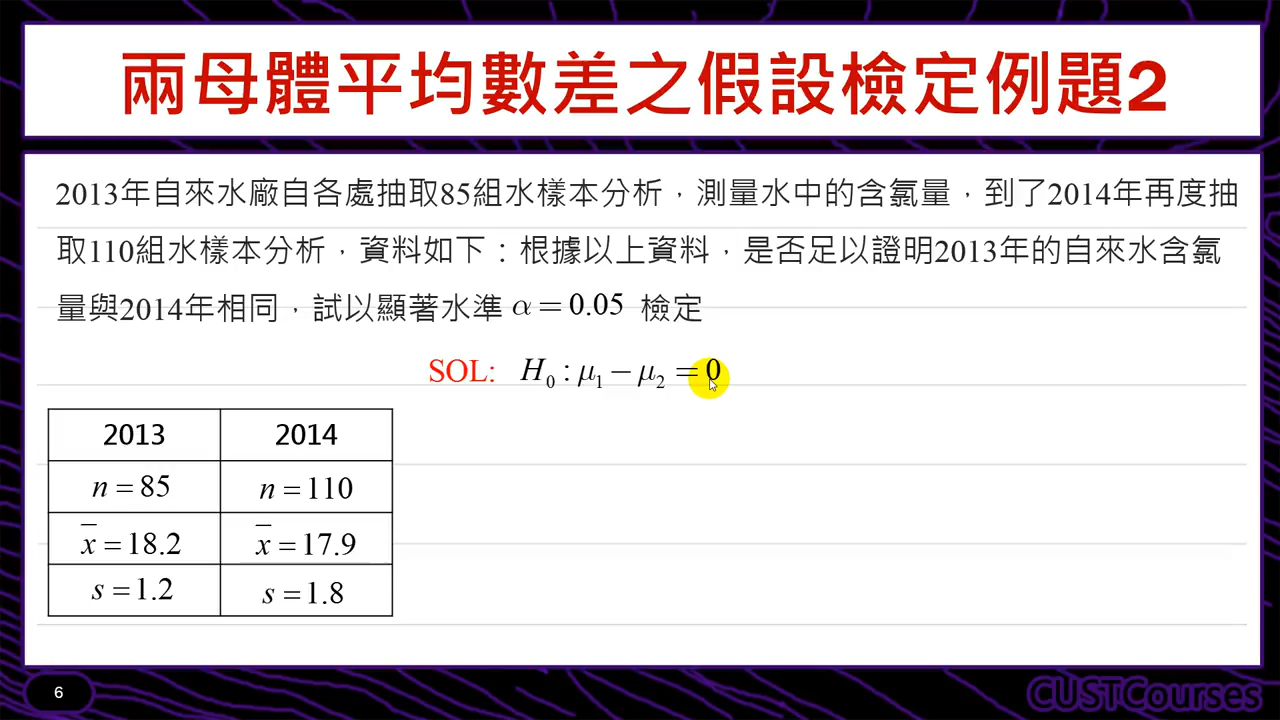 兩母體平均數差之假設檢定例題2
2013年自來水廠自各處抽取85組水樣本分析，測量水中的含氯量，到了2014年再度抽
取110組水樣本分析，資料如下：根據以上資料，是否足以證明2013年的自來水含氯
量與2014年相同，試以顯著水準 α = 0.05 檢定
SOL: H₀ : μ₁ − μ₂ = 0
2013 2014
n = 85 n = 110
x̄ = 18.2 x̄ = 17.9
s = 1.2 s = 1.8
6
CUSTCourses